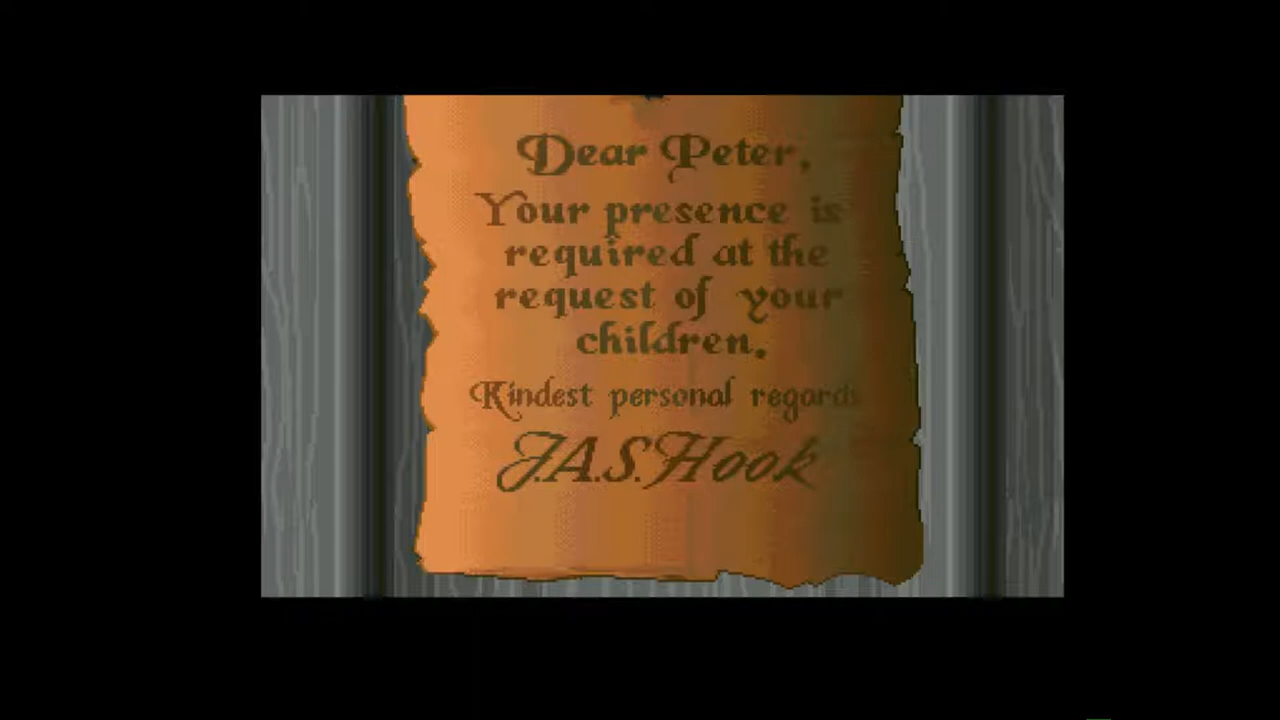 Dear Peter,
Your presence is
required at the
request of your
children.
Kindest personal regards
J.A.S. Hook